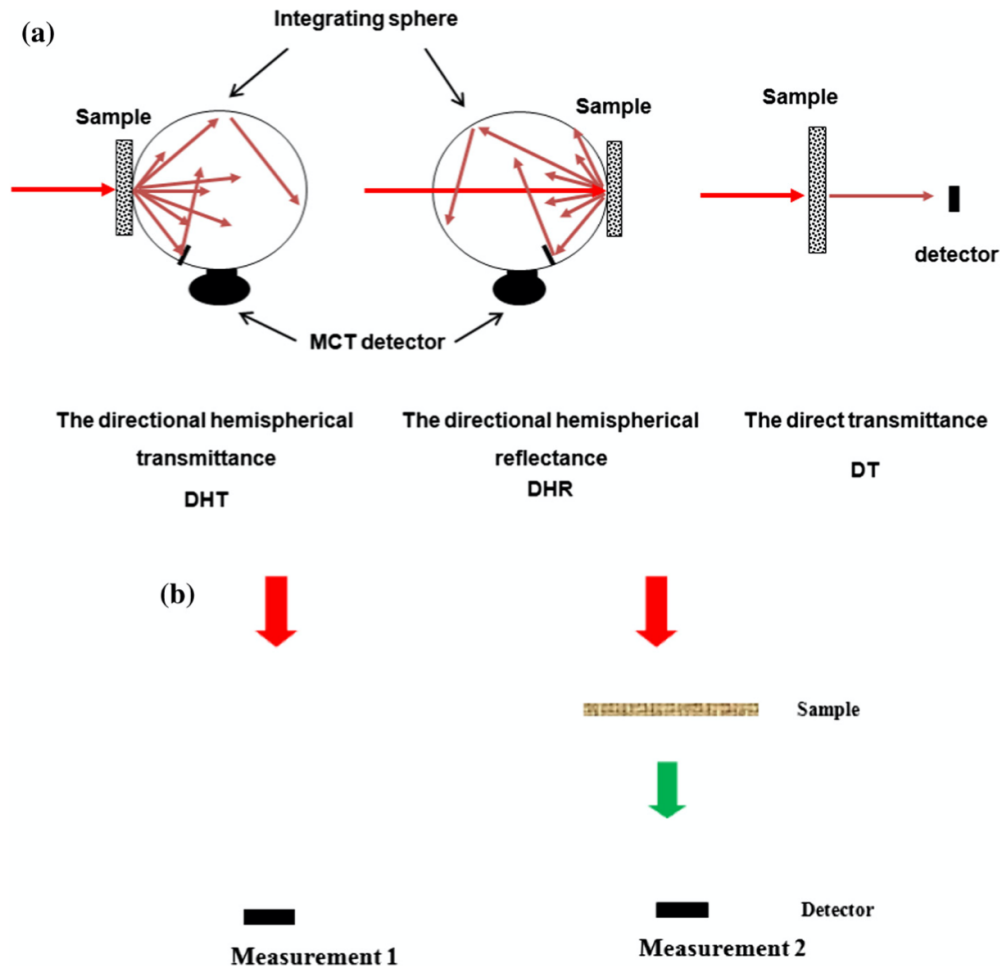 (a)
Integrating sphere
Sample
Sample
Sample
detector
MCT detector
The directional hemispherical
transmittance
DHT
The directional hemispherical
reflectance
DHR
The direct transmittance
DT
(b)
Sample
Detector
Measurement 1
Measurement 2